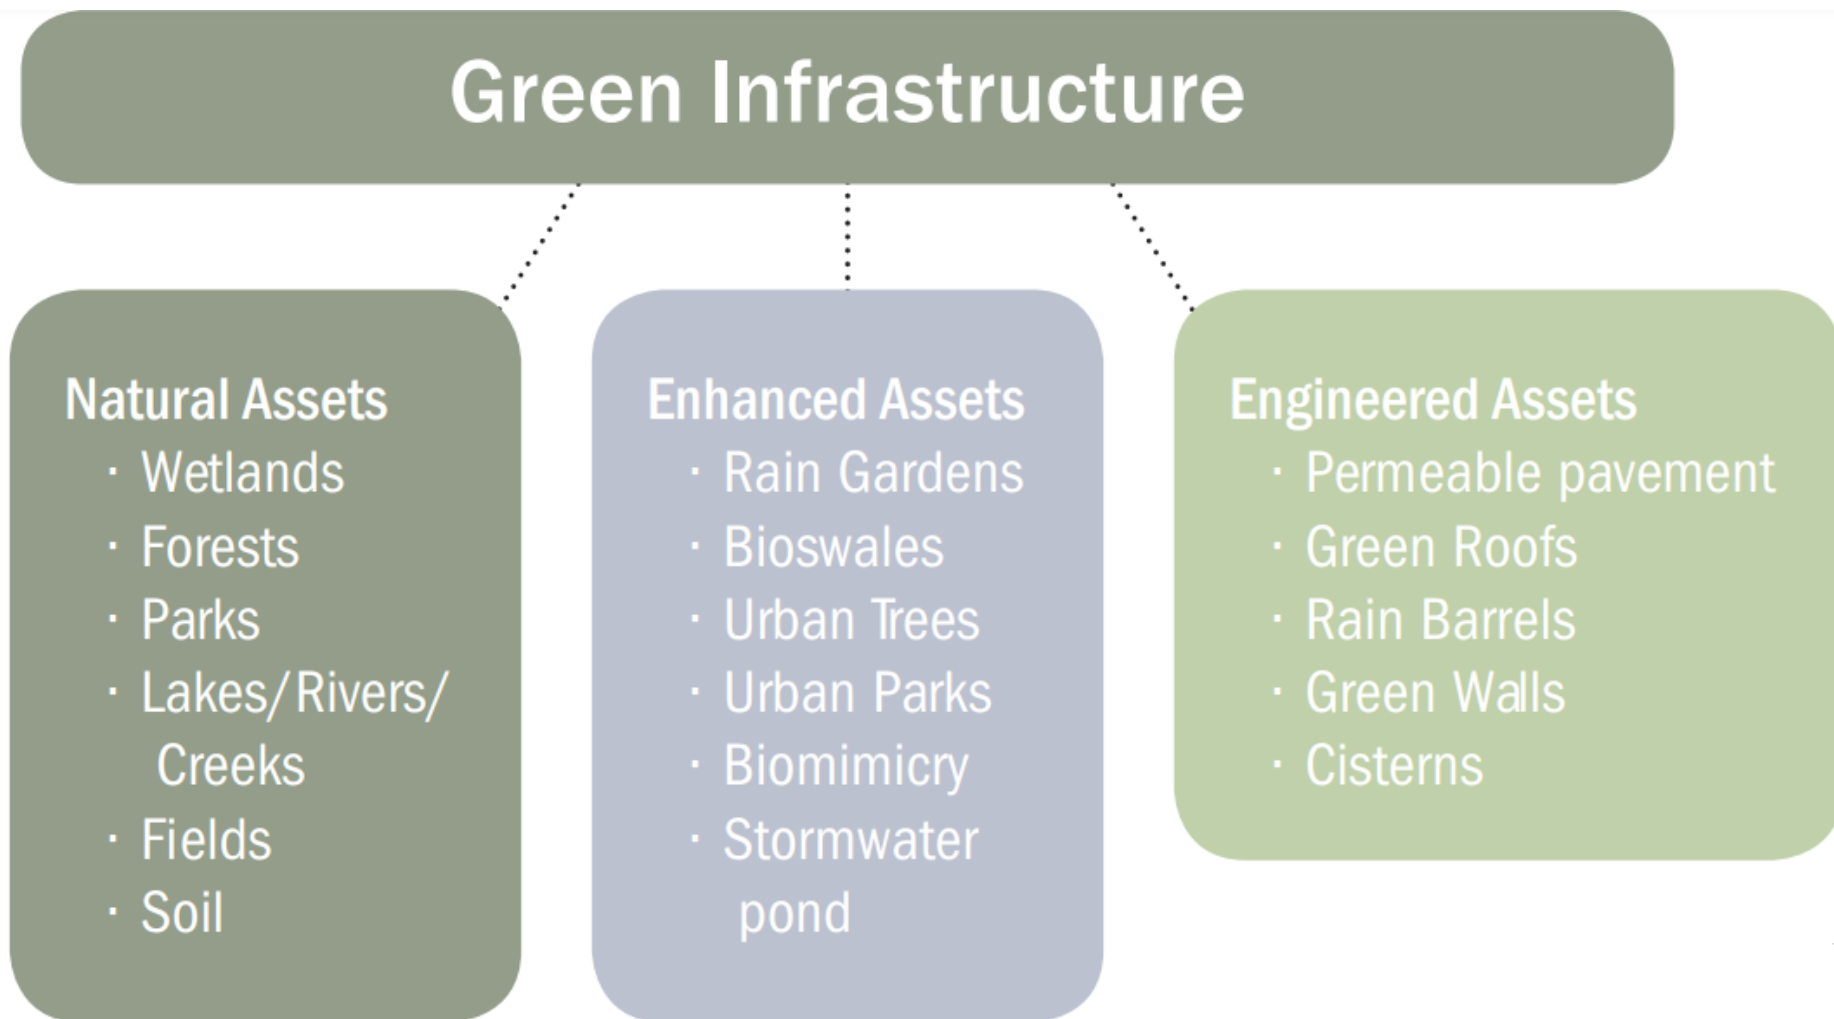 Green Infrastructure
Natural Assets
· Wetlands
· Forests
· Parks
· Lakes/Rivers/
Creeks
· Fields
· Soil
Enhanced Assets
· Rain Gardens
· Bioswales
· Urban Trees
· Urban Parks
· Biomimicry
· Stormwater
pond
Engineered Assets
· Permeable pavement
· Green Roofs
· Rain Barrels
· Green Walls
· Cisterns